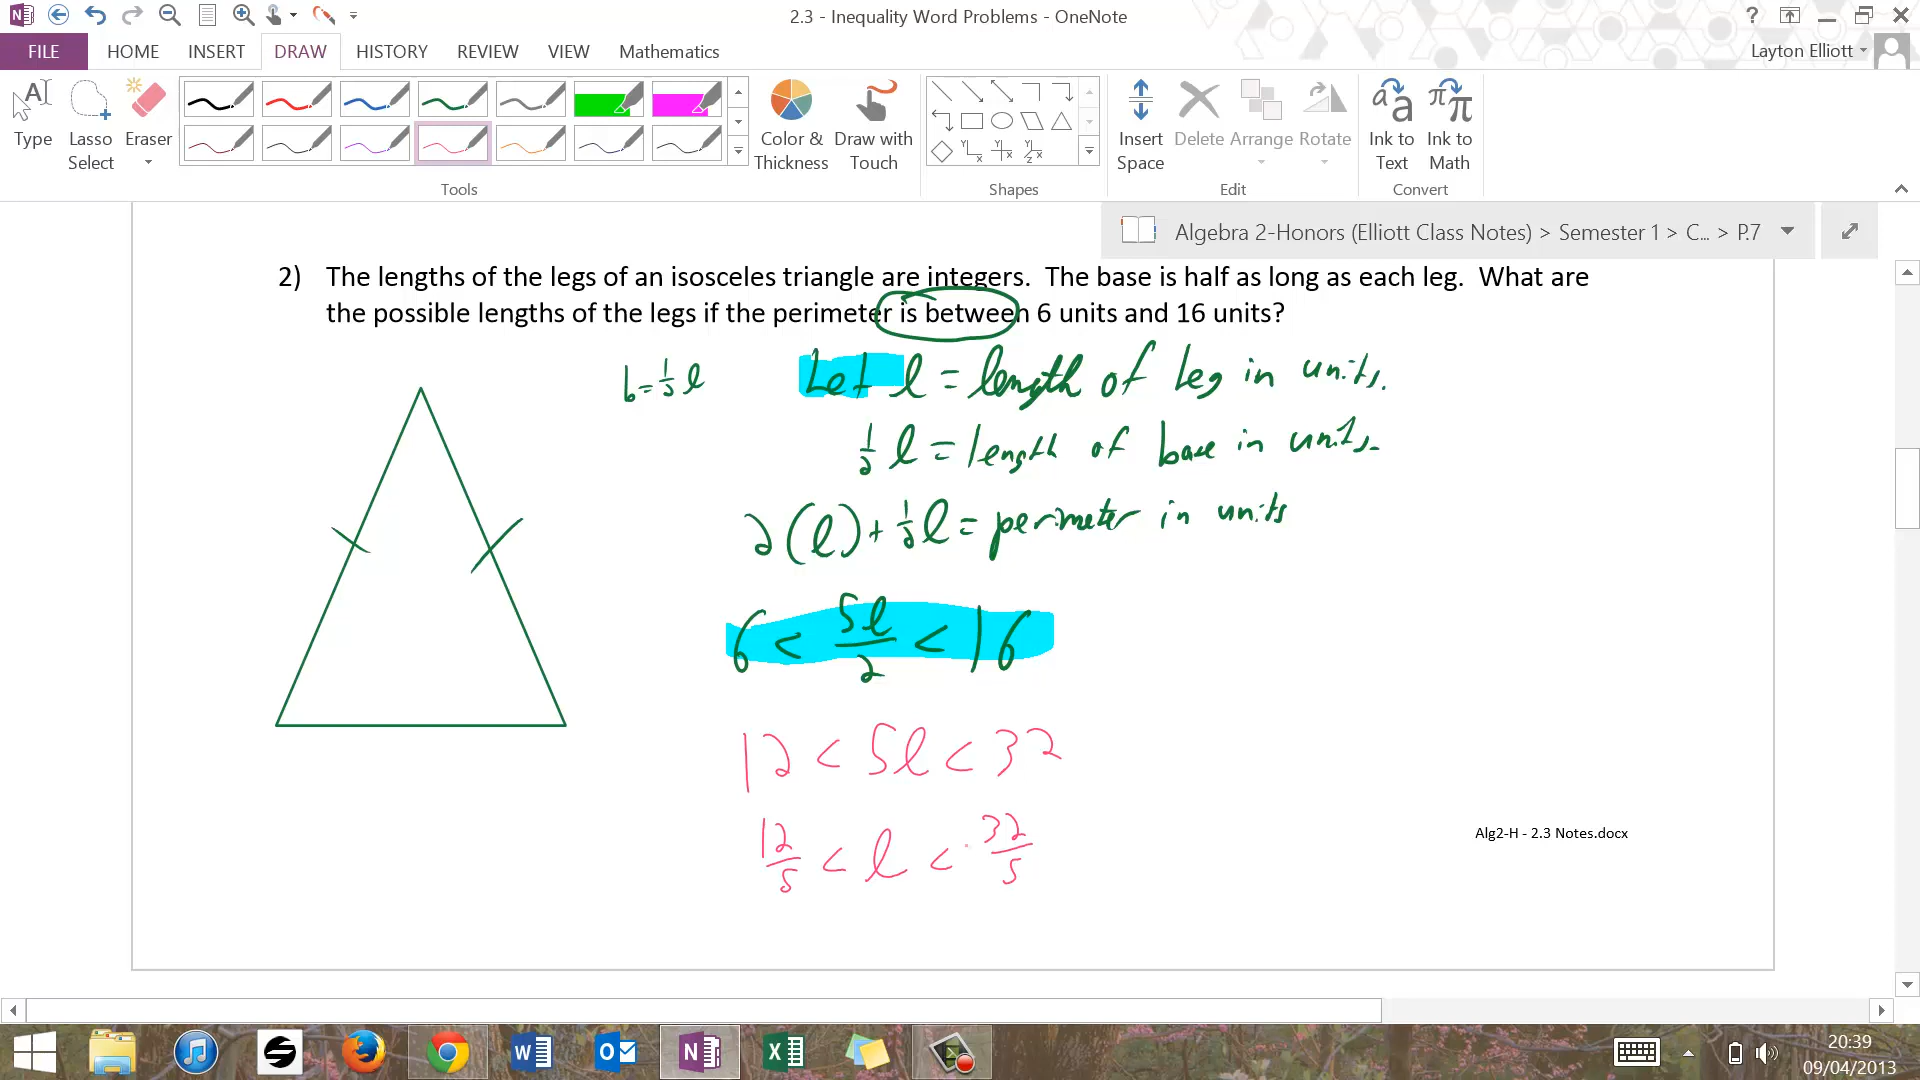 2.3 - Inequality Word Problems - OneNote
FILE HOME INSERT DRAW HISTORY REVIEW VIEW Mathematics
Layton Elliott
Type
Lasso Select
Eraser
Color & Thickness
Draw with Touch
Insert Space
Delete
Arrange
Rotate
Ink to Text
Ink to Math
Tools
Shapes
Edit
Convert
Algebra 2-Honors (Elliott Class Notes) > Semester 1 > C... > P.7
2) The lengths of the legs of an isosceles triangle are integers. The base is half as long as each leg. What are
the possible lengths of the legs if the perimeter is between 6 units and 16 units?
b = 1/2 l
Let l = length of leg in units.
1/2 l = length of base in units.
2(l) + 1/2 l = perimeter in units
6 < 5l/2 < 16
12 < 5l < 32
12/5 < l < 32/5
Alg2-H - 2.3 Notes.docx
20:39
09/04/2013